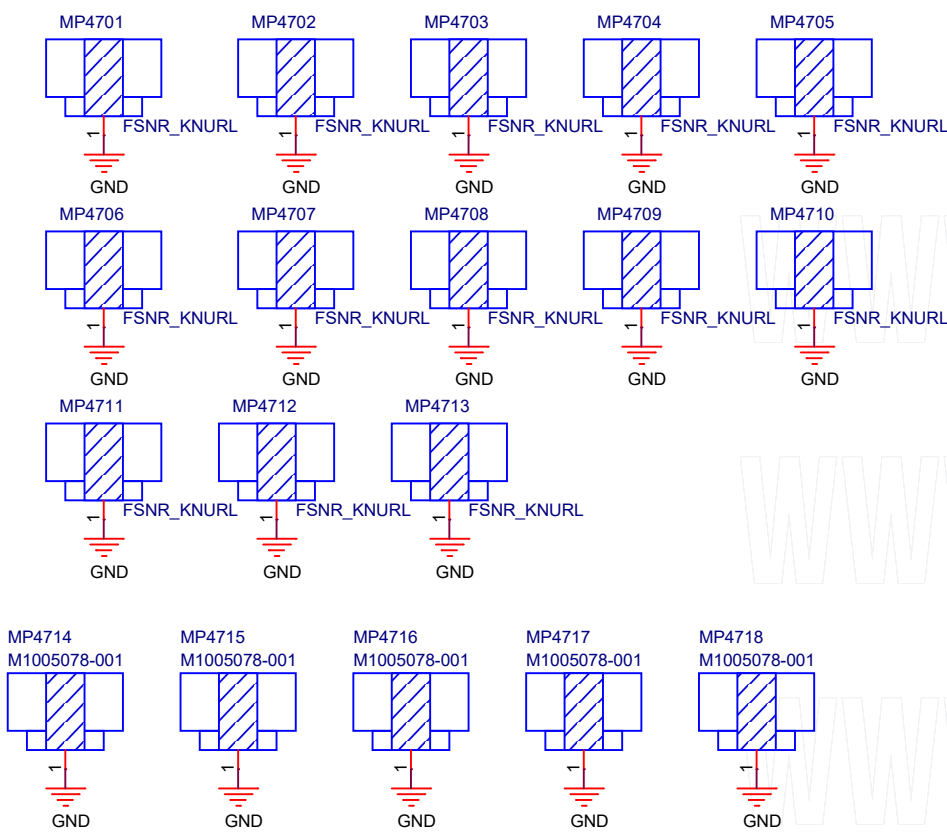 MP4701 MP4702 MP4703 MP4704 MP4705
1 FSNR_KNURL 1 FSNR_KNURL 1 FSNR_KNURL 1 FSNR_KNURL 1 FSNR_KNURL
GND GND GND GND GND
MP4706 MP4707 MP4708 MP4709 MP4710
1 FSNR_KNURL 1 FSNR_KNURL 1 FSNR_KNURL 1 FSNR_KNURL 1 FSNR_KNURL
GND GND GND GND GND
MP4711 MP4712 MP4713
1 FSNR_KNURL 1 FSNR_KNURL 1 FSNR_KNURL
GND GND GND
MP4714 MP4715 MP4716 MP4717 MP4718
M1005078-001 M1005078-001 M1005078-001 M1005078-001 M1005078-001
1 1 1 1 1
GND GND GND GND GND